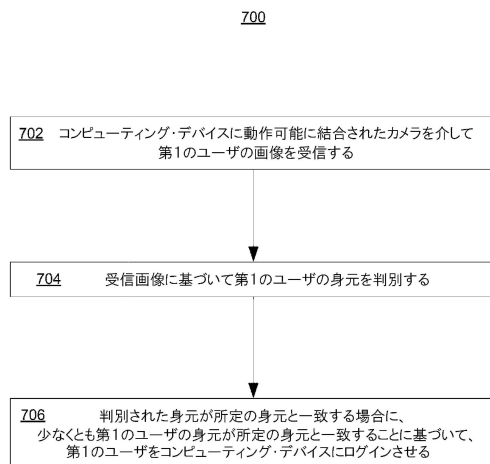 700
702 コンピューティング・デバイスに動作可能に結合されたカメラを介して
第1のユーザの画像を受信する
704 受信画像に基づいて第1のユーザの身元を判別する
706 判別された身元が所定の身元と一致する場合に、
少なくとも第1のユーザの身元が所定の身元と一致することに基づいて、
第1のユーザをコンピューティング・デバイスにログインさせる